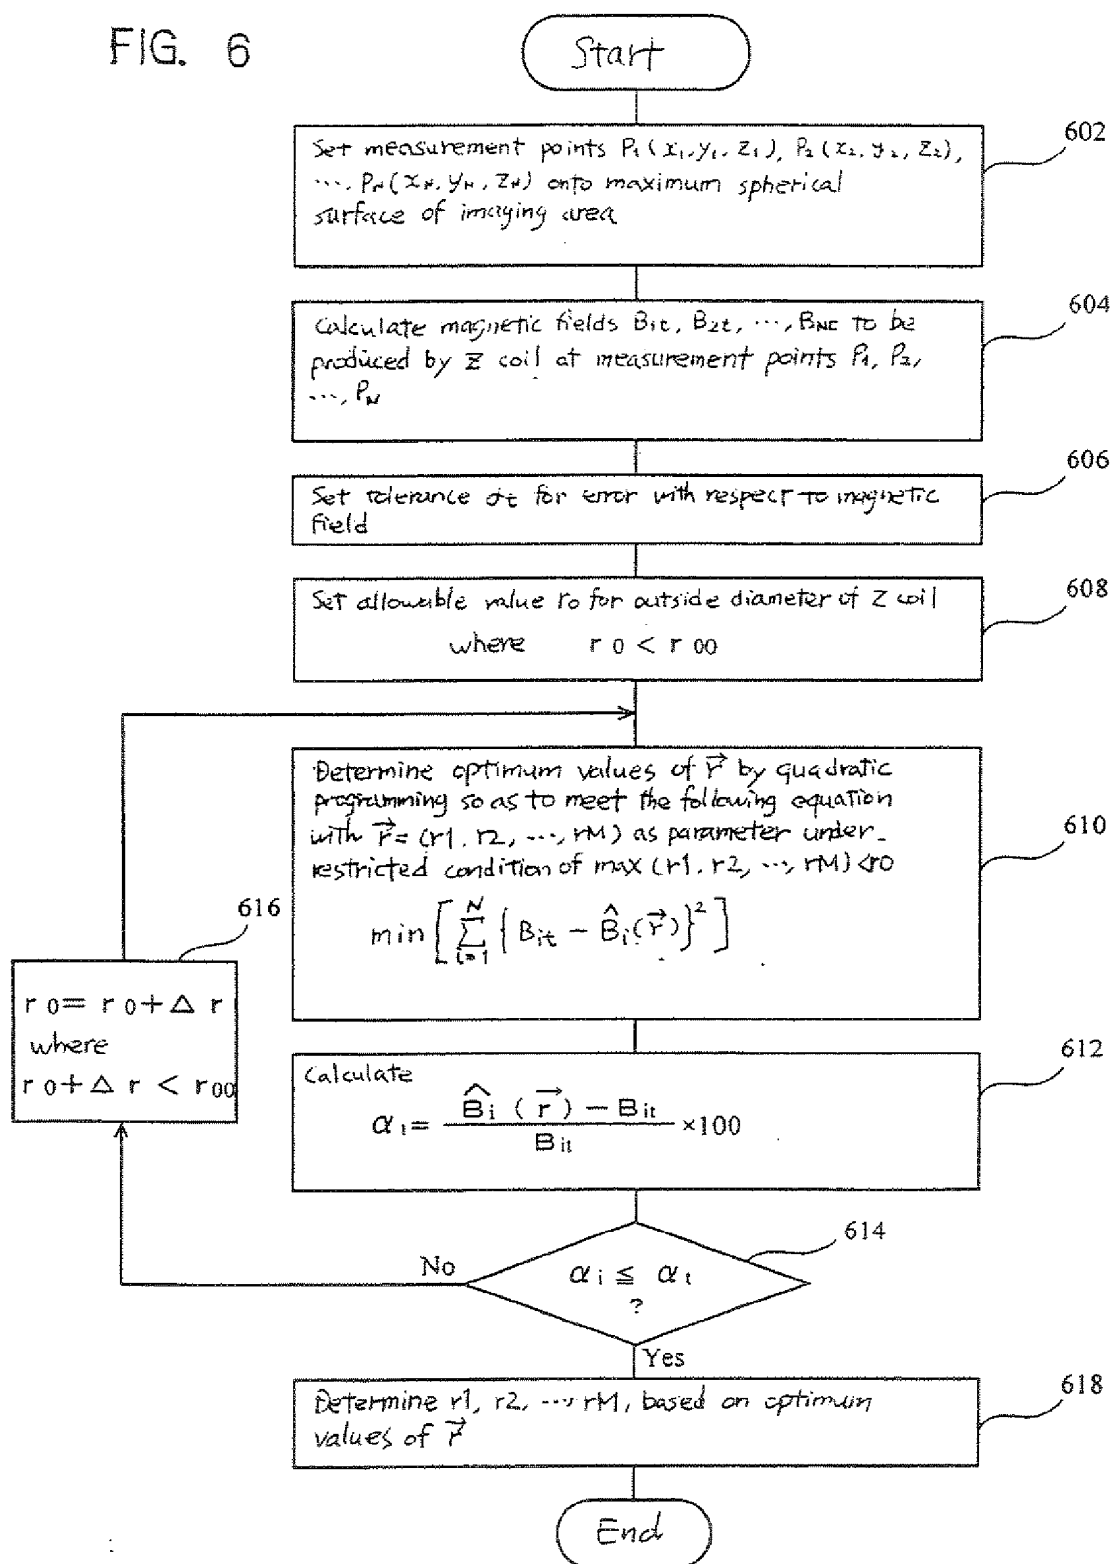 FIG. 6
Start
602
Set measurement points P1 (x1, y1, z1), P2 (x2, y2, z2),
..., PN (xN, yN, zN) onto maximum spherical
surface of imaging area
604
Calculate magnetic fields B1t, B2t, ..., BNt to be
produced by Z coil at measurement points P1, P2,
..., PN
606
Set tolerance αt for error with respect to magnetic
field
608
Set allowable value r0 for outside diameter of Z coil
where r0 < r00
610
Determine optimum values of r⃗ by quadratic
programming so as to meet the following equation
with r⃗ = (r1, r2, ..., rM) as parameter under
restricted condition of max (r1, r2, ..., rM) < r0
min [ ∑_{i=1}^{N} { Bit − B̂i (r⃗) }² ]
616
r0 = r0 + Δ r
where
r0 + Δ r < r00
612
Calculate
αi = (B̂i (r⃗) − Bit) / Bit ×100
614
αi ≦ αt
?
No
Yes
618
Determine r1, r2, ..., rM, based on optimum
values of r⃗
End